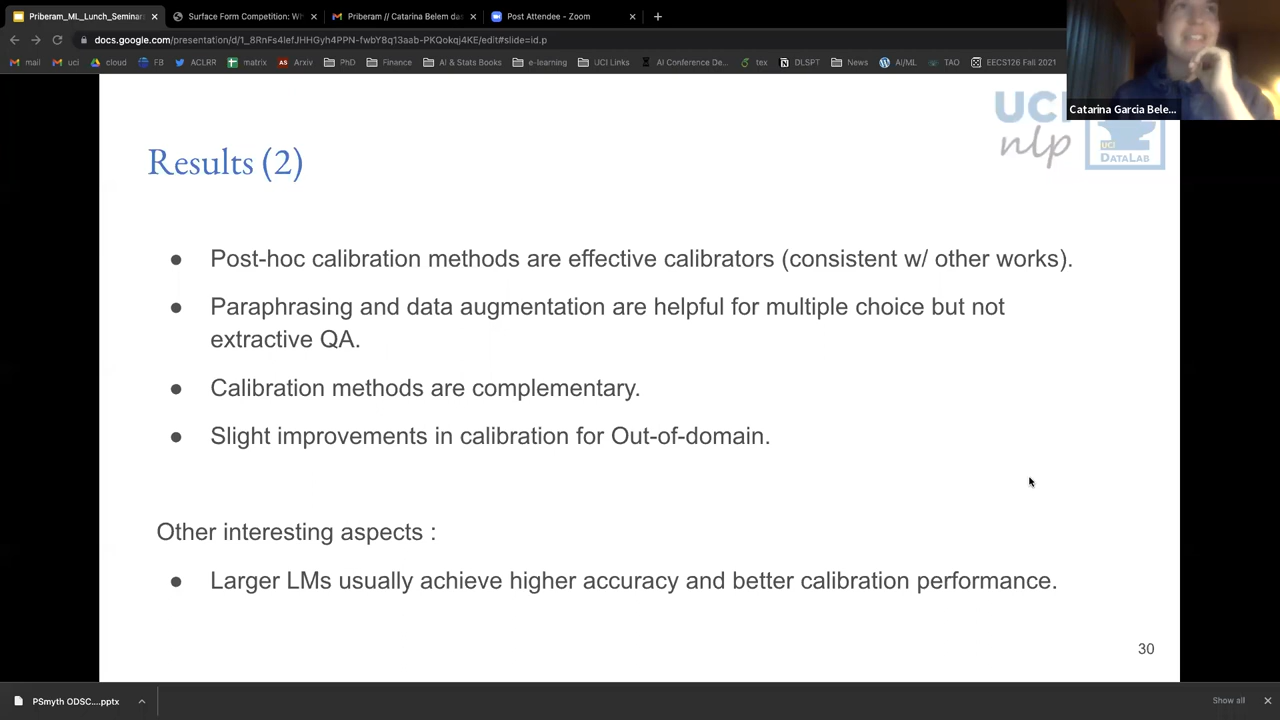 Priberam_ML_Lunch_Seminar
Surface Form Competition: Wh
Priberam // Catarina Belem das
Post Attendee - Zoom
docs.google.com/presentation/d/1_8RnFs4IefJHHGyh4PPN-fwbY8q13aab-PKQokqj4KE/edit#slide=id.p
mail
uci
cloud
FB
ACLRR
matrix
Arxiv
PhD
Finance
AI & Stats Books
e-learning
UCI Links
AI Conference De...
tex
DLSPT
News
AI/ML
TAO
EECS126 Fall 2021
Catarina Garcia Bele...
UCI
nlp
UCI
DATALAB
Results (2)
● Post-hoc calibration methods are effective calibrators (consistent w/ other works).
● Paraphrasing and data augmentation are helpful for multiple choice but not
extractive QA.
● Calibration methods are complementary.
● Slight improvements in calibration for Out-of-domain.
Other interesting aspects :
● Larger LMs usually achieve higher accuracy and better calibration performance.
30
PSmyth ODSC....pptx
Show all